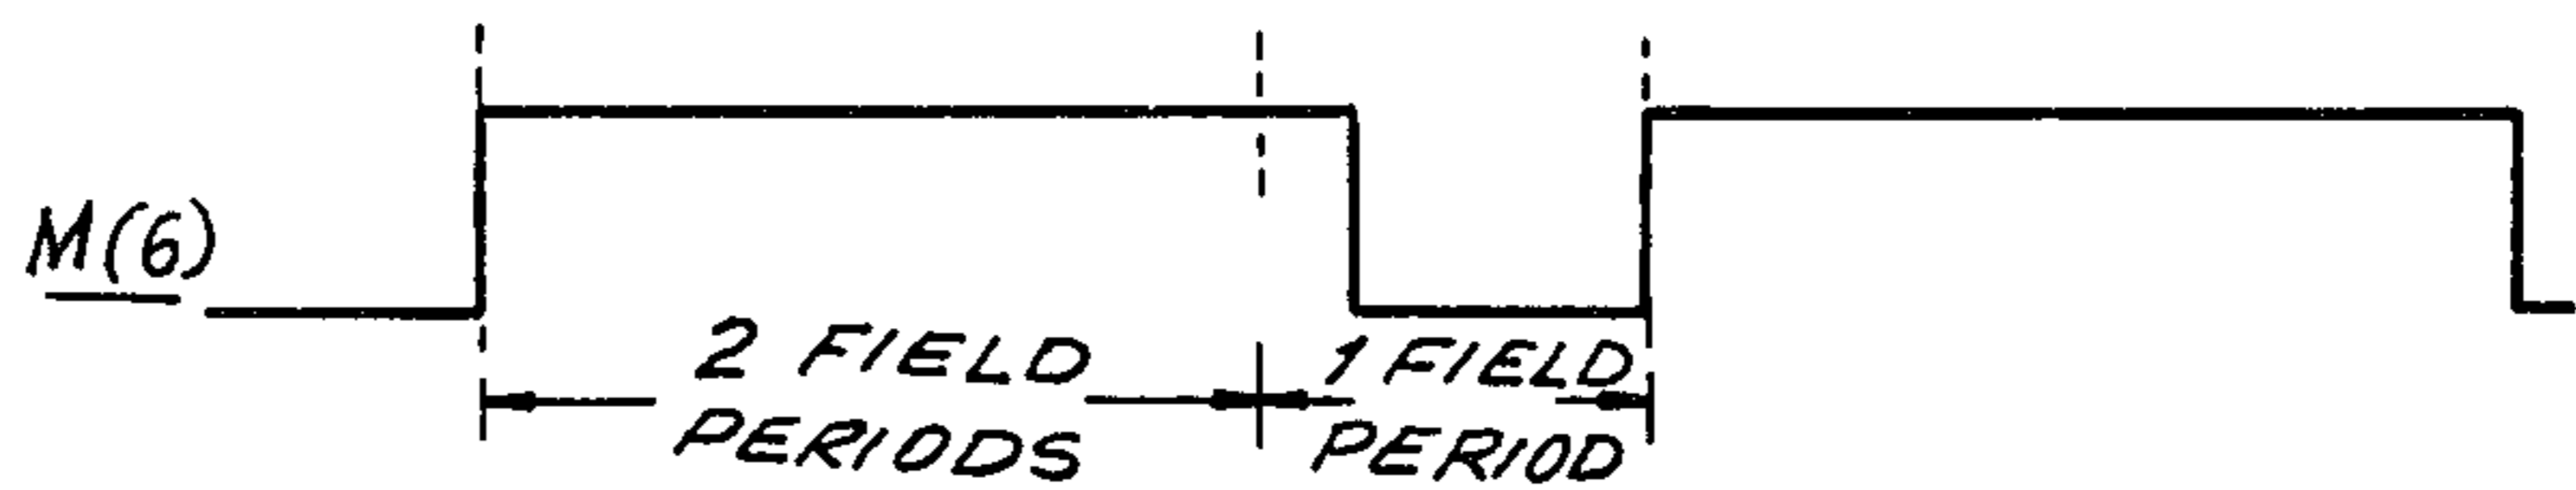 M(6)
2 FIELD
PERIODS
1 FIELD
PERIOD